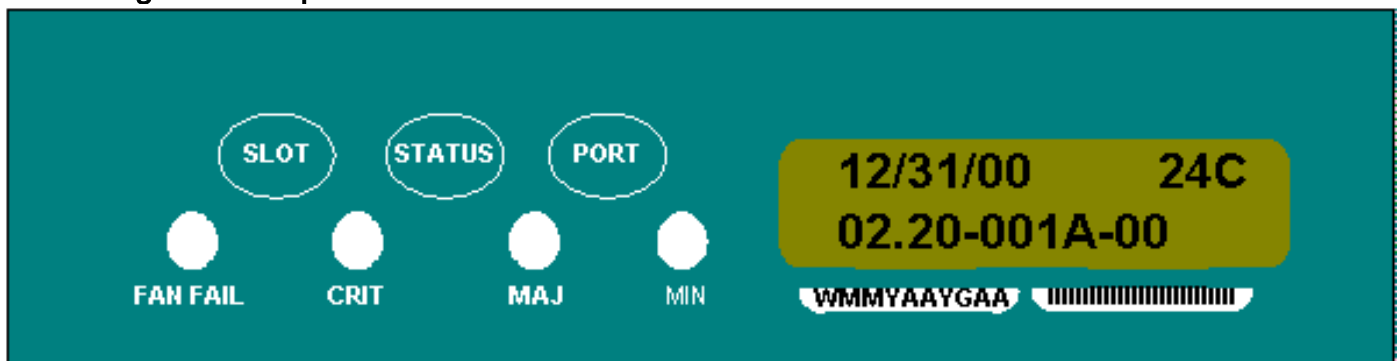 SLOT STATUS PORT
12/31/00 24C
02.20-001A-00
FAN FAIL CRIT MAJ MIN
WMMYAAYGAA